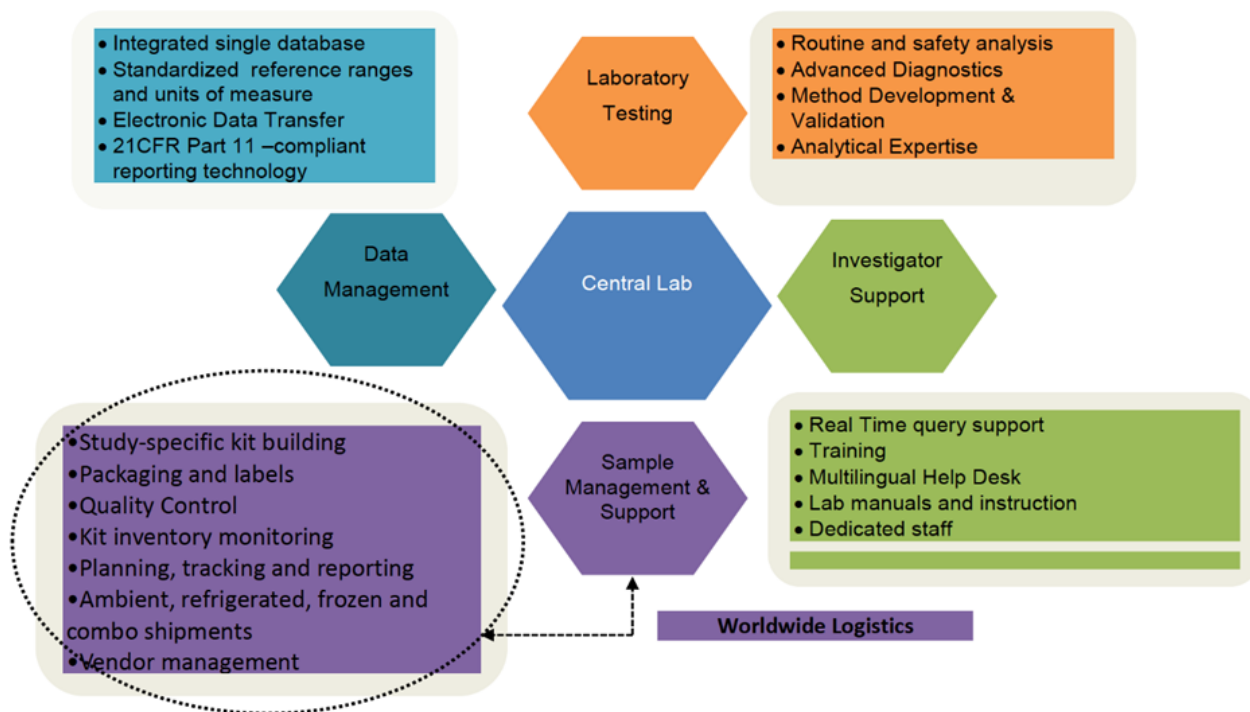 • Integrated single database
• Standardized reference ranges
and units of measure
• Electronic Data Transfer
• 21CFR Part 11 –compliant
reporting technology
Laboratory
Testing
• Routine and safety analysis
• Advanced Diagnostics
• Method Development &
Validation
• Analytical Expertise
Data
Management
Central Lab
Investigator
Support
•Study-specific kit building
•Packaging and labels
•Quality Control
•Kit inventory monitoring
•Planning, tracking and reporting
•Ambient, refrigerated, frozen and
combo shipments
•Vendor management
Sample
Management &
Support
• Real Time query support
• Training
• Multilingual Help Desk
• Lab manuals and instruction
• Dedicated staff
Worldwide Logistics